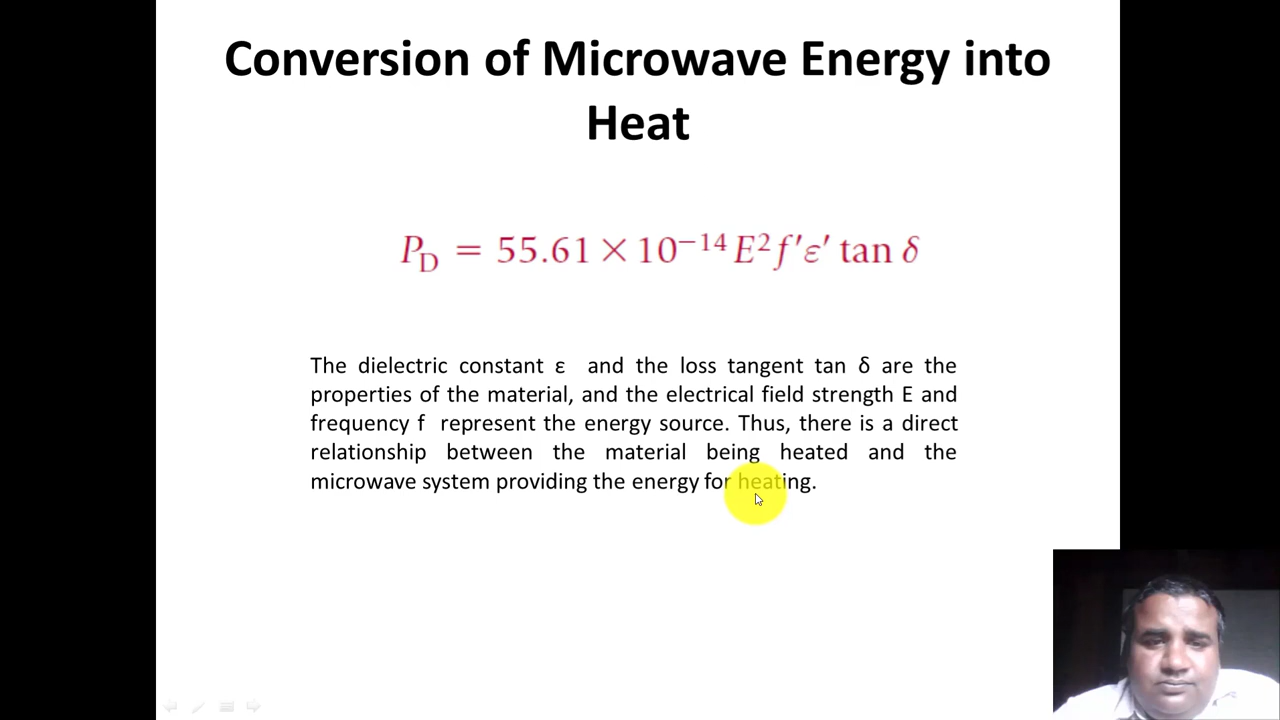 Conversion of Microwave Energy into
Heat
P_D = 55.61 × 10⁻¹⁴ E² f′ε′ tan δ
The dielectric constant ε and the loss tangent tan δ are the
properties of the material, and the electrical field strength E and
frequency f represent the energy source. Thus, there is a direct
relationship between the material being heated and the
microwave system providing the energy for heating.